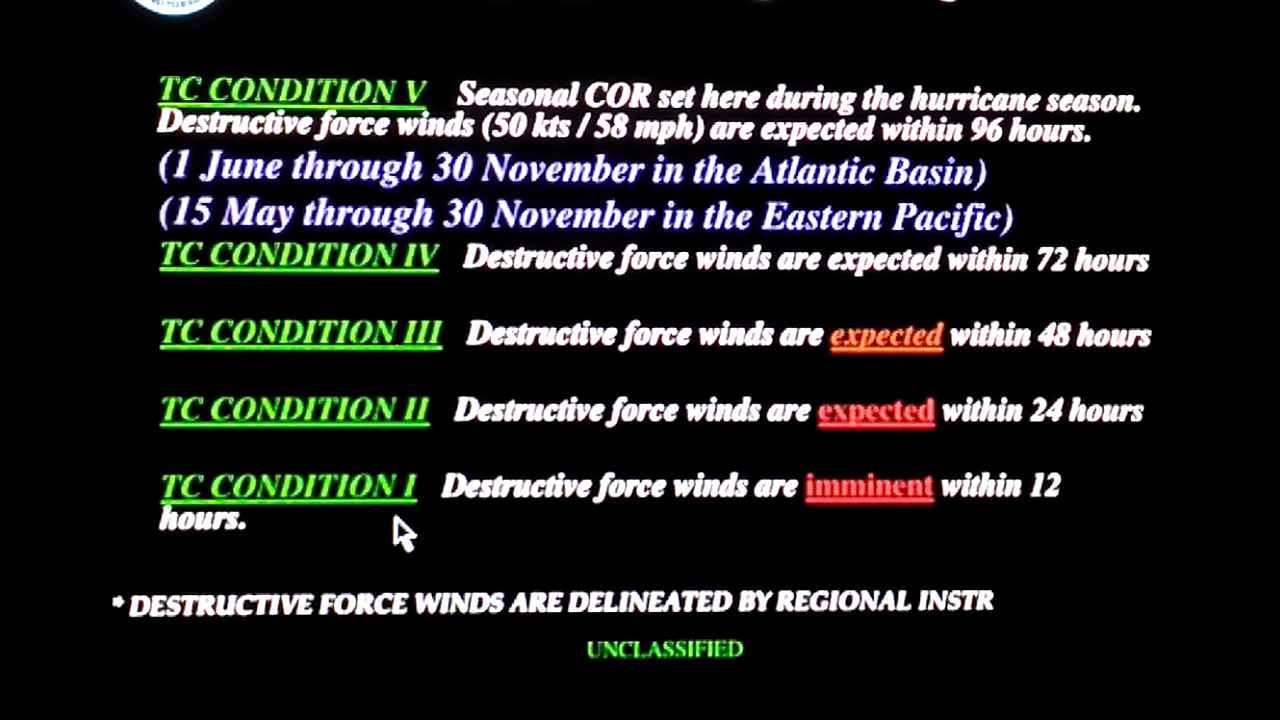 TC CONDITION V Seasonal COR set here during the hurricane season.
Destructive force winds (50 kts / 58 mph) are expected within 96 hours.
(1 June through 30 November in the Atlantic Basin)
(15 May through 30 November in the Eastern Pacific)
TC CONDITION IV Destructive force winds are expected within 72 hours
TC CONDITION III Destructive force winds are expected within 48 hours
TC CONDITION II Destructive force winds are expected within 24 hours
TC CONDITION I Destructive force winds are imminent within 12
hours.
* DESTRUCTIVE FORCE WINDS ARE DELINEATED BY REGIONAL INSTR
UNCLASSIFIED